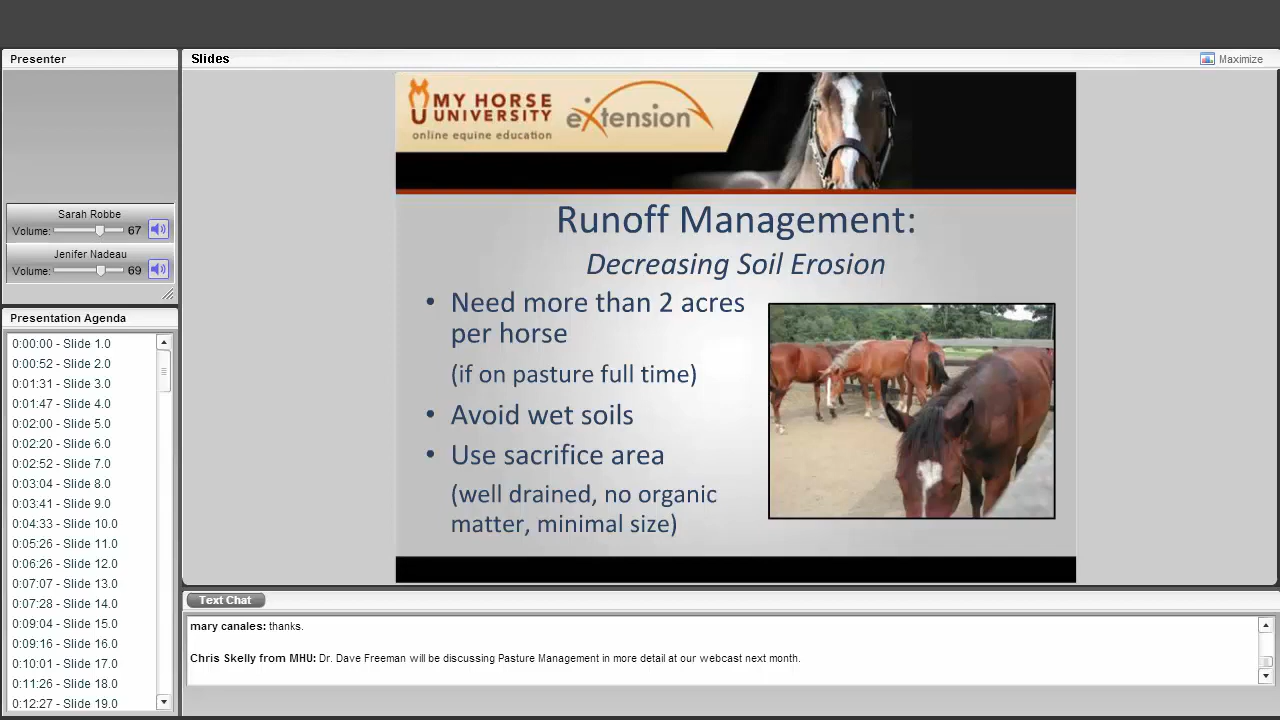 Presenter
Sarah Robbe
Volume: 67
Jenifer Nadeau
Volume: 69
Presentation Agenda
0:00:00 - Slide 1.0
0:00:52 - Slide 2.0
0:01:31 - Slide 3.0
0:01:47 - Slide 4.0
0:02:00 - Slide 5.0
0:02:20 - Slide 6.0
0:02:52 - Slide 7.0
0:03:04 - Slide 8.0
0:03:41 - Slide 9.0
0:04:33 - Slide 10.0
0:05:26 - Slide 11.0
0:06:26 - Slide 12.0
0:07:07 - Slide 13.0
0:07:28 - Slide 14.0
0:09:04 - Slide 15.0
0:09:16 - Slide 16.0
0:10:01 - Slide 17.0
0:11:26 - Slide 18.0
0:12:27 - Slide 19.0
Slides
Maximize
MY HORSE
UNIVERSITY
online equine education
eXtension
Runoff Management:
Decreasing Soil Erosion
• Need more than 2 acres
per horse
(if on pasture full time)
• Avoid wet soils
• Use sacrifice area
(well drained, no organic
matter, minimal size)
Text Chat
mary canales: thanks.
Chris Skelly from MHU: Dr. Dave Freeman will be discussing Pasture Management in more detail at our webcast next month.